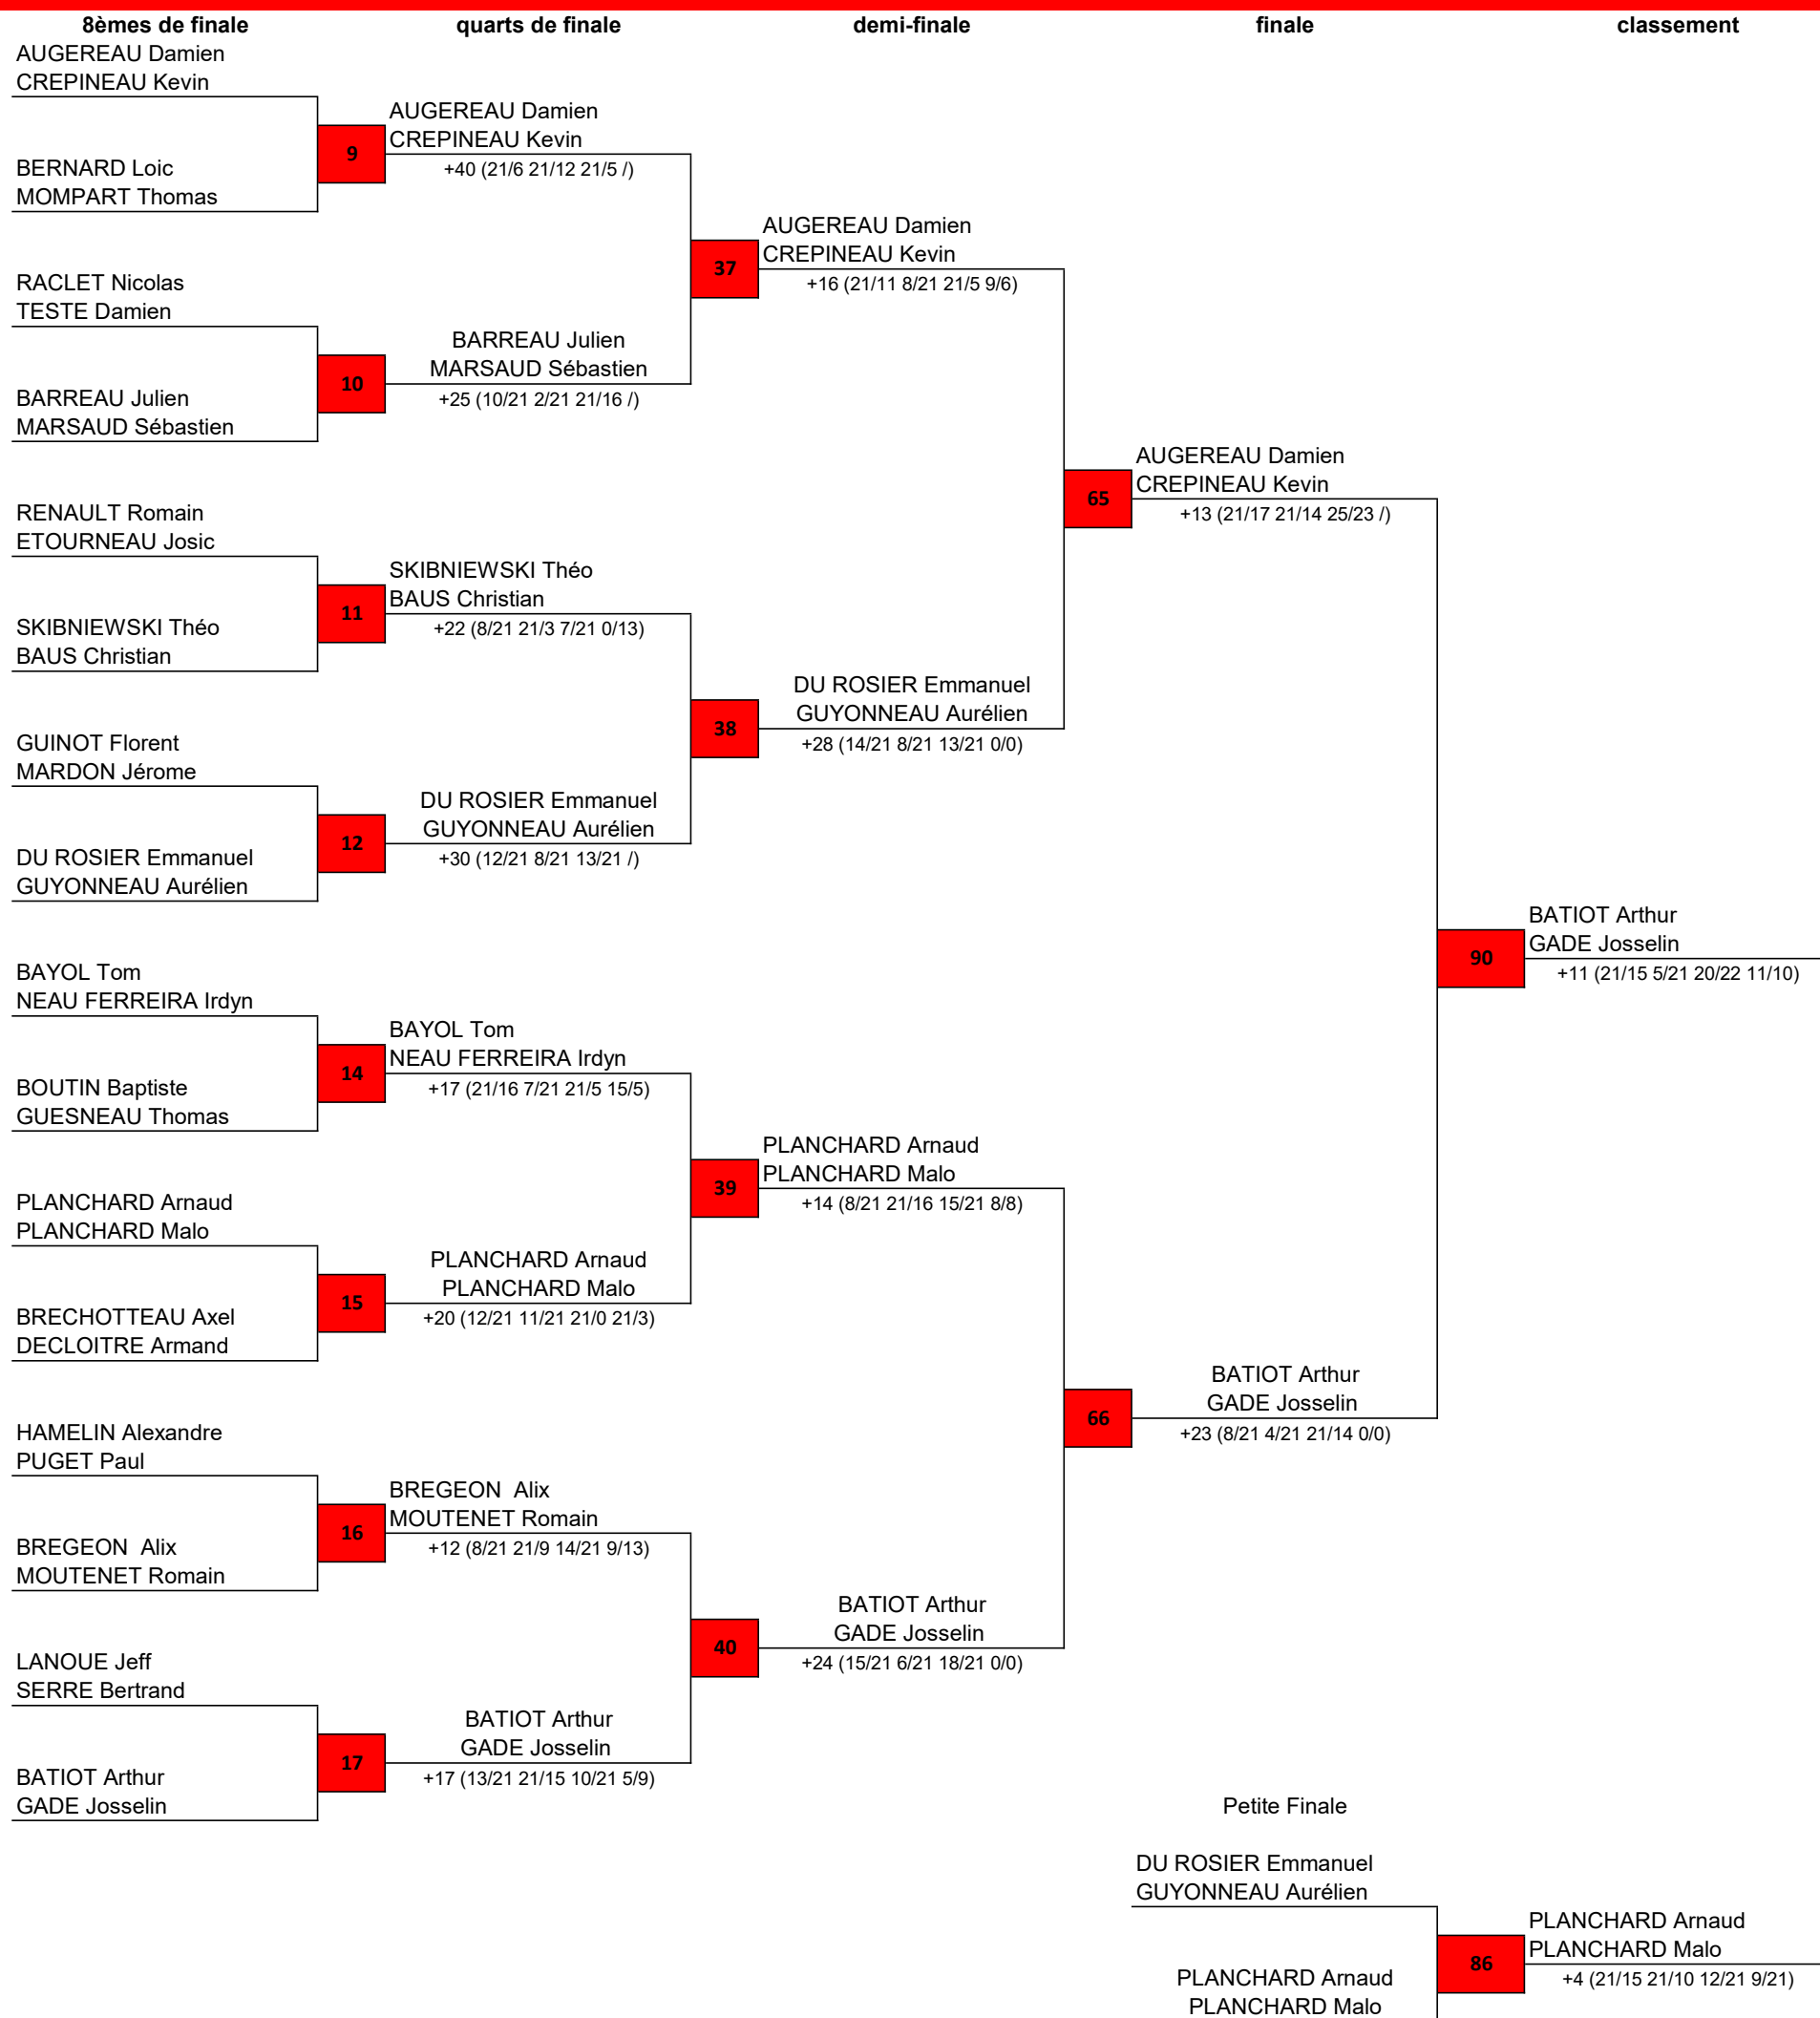 8èmes de finale
quarts de finale
demi-finale
finale
classement
AUGEREAU Damien
CREPINEAU Kevin
9
BERNARD Loic
MOMPART Thomas
AUGEREAU Damien
CREPINEAU Kevin
+40 (21/6 21/12 21/5 /)
RACLET Nicolas
TESTE Damien
10
BARREAU Julien
MARSAUD Sébastien
BARREAU Julien
MARSAUD Sébastien
+25 (10/21 2/21 21/16 /)
37
AUGEREAU Damien
CREPINEAU Kevin
+16 (21/11 8/21 21/5 9/6)
RENAULT Romain
ETOURNEAU Josic
11
SKIBNIEWSKI Théo
BAUS Christian
SKIBNIEWSKI Théo
BAUS Christian
+22 (8/21 21/3 7/21 0/13)
GUINOT Florent
MARDON Jérome
12
DU ROSIER Emmanuel
GUYONNEAU Aurélien
DU ROSIER Emmanuel
GUYONNEAU Aurélien
+30 (12/21 8/21 13/21 /)
38
DU ROSIER Emmanuel
GUYONNEAU Aurélien
+28 (14/21 8/21 13/21 0/0)
65
AUGEREAU Damien
CREPINEAU Kevin
+13 (21/17 21/14 25/23 /)
BAYOL Tom
NEAU FERREIRA Irdyn
14
BOUTIN Baptiste
GUESNEAU Thomas
BAYOL Tom
NEAU FERREIRA Irdyn
+17 (21/16 7/21 21/5 15/5)
PLANCHARD Arnaud
PLANCHARD Malo
15
BRECHOTTEAU Axel
DECLOITRE Armand
PLANCHARD Arnaud
PLANCHARD Malo
+20 (12/21 11/21 21/0 21/3)
39
PLANCHARD Arnaud
PLANCHARD Malo
+14 (8/21 21/16 15/21 8/8)
HAMELIN Alexandre
PUGET Paul
16
BREGEON  Alix
MOUTENET Romain
BREGEON  Alix
MOUTENET Romain
+12 (8/21 21/9 14/21 9/13)
LANOUE Jeff
SERRE Bertrand
17
BATIOT Arthur
GADE Josselin
BATIOT Arthur
GADE Josselin
+17 (13/21 21/15 10/21 5/9)
40
BATIOT Arthur
GADE Josselin
+24 (15/21 6/21 18/21 0/0)
66
BATIOT Arthur
GADE Josselin
+23 (8/21 4/21 21/14 0/0)
90
BATIOT Arthur
GADE Josselin
+11 (21/15 5/21 20/22 11/10)
Petite Finale
DU ROSIER Emmanuel
GUYONNEAU Aurélien
86
PLANCHARD Arnaud
PLANCHARD Malo
PLANCHARD Arnaud
PLANCHARD Malo
+4 (21/15 21/10 12/21 9/21)